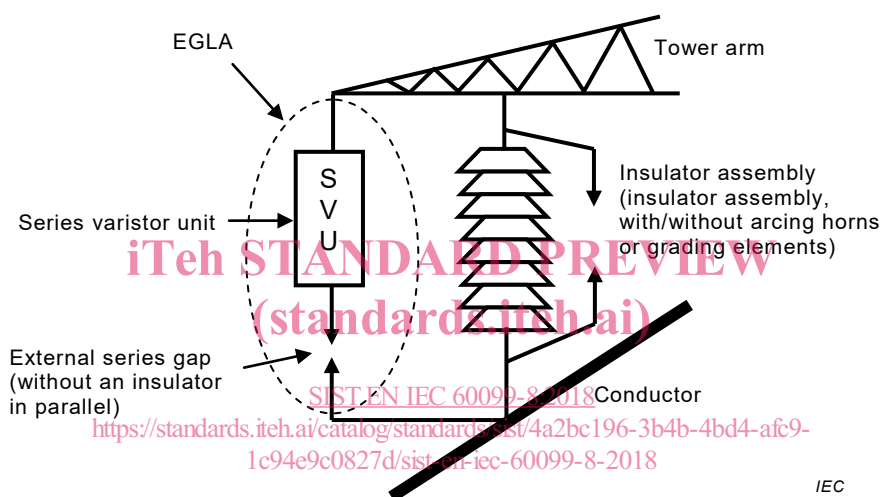 EGLA
Tower arm
S
V
U
Insulator assembly
(insulator assembly,
with/without arcing horns
or grading elements)
Series varistor unit
iTeh STANDARD PREVIEW
(standards.iteh.ai)
External series gap
(without an insulator
in parallel)
SIST EN IEC 60099-8:2018
Conductor
https://standards.iteh.ai/catalog/standards/sist/4a2bc196-3b4b-4bd4-afc9-
1c94e9c0827d/sist-en-iec-60099-8-2018
IEC